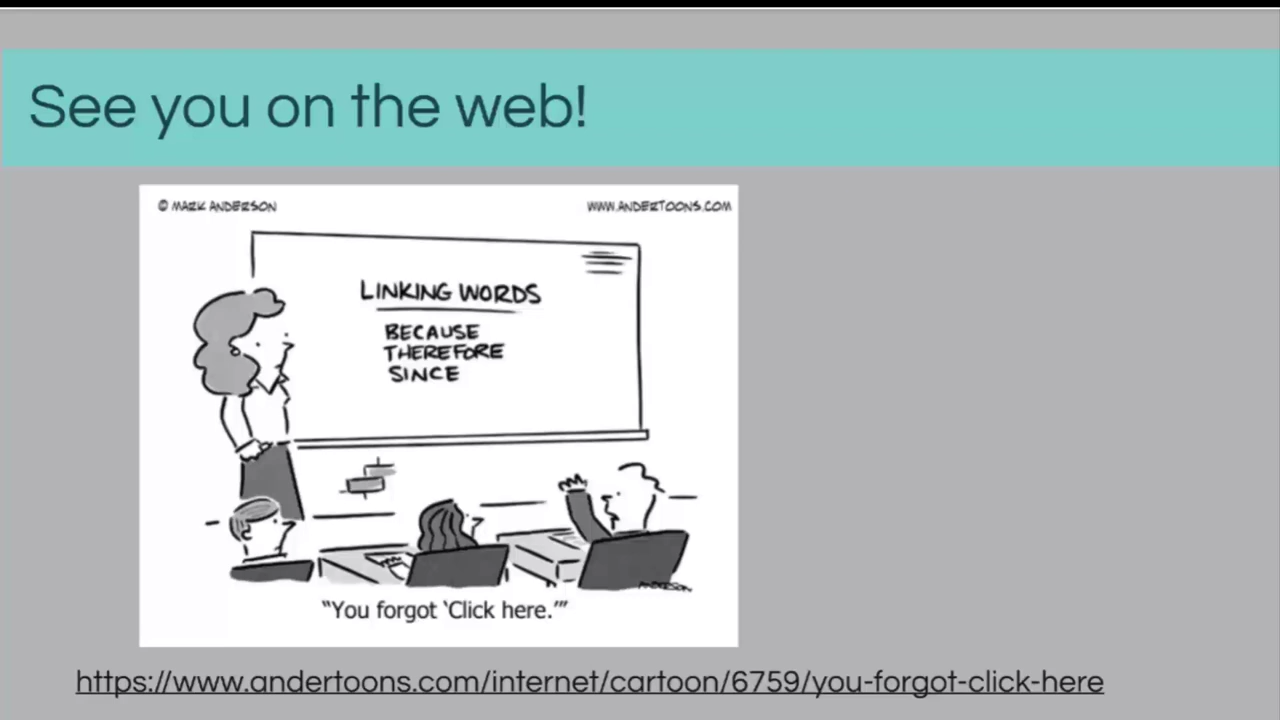 See you on the web!
© MARK ANDERSON
WWW.ANDERTOONS.COM
LINKING WORDS
BECAUSE
THEREFORE
SINCE
ANDERSON
"You forgot 'Click here.'"
https://www.andertoons.com/internet/cartoon/6759/you-forgot-click-here